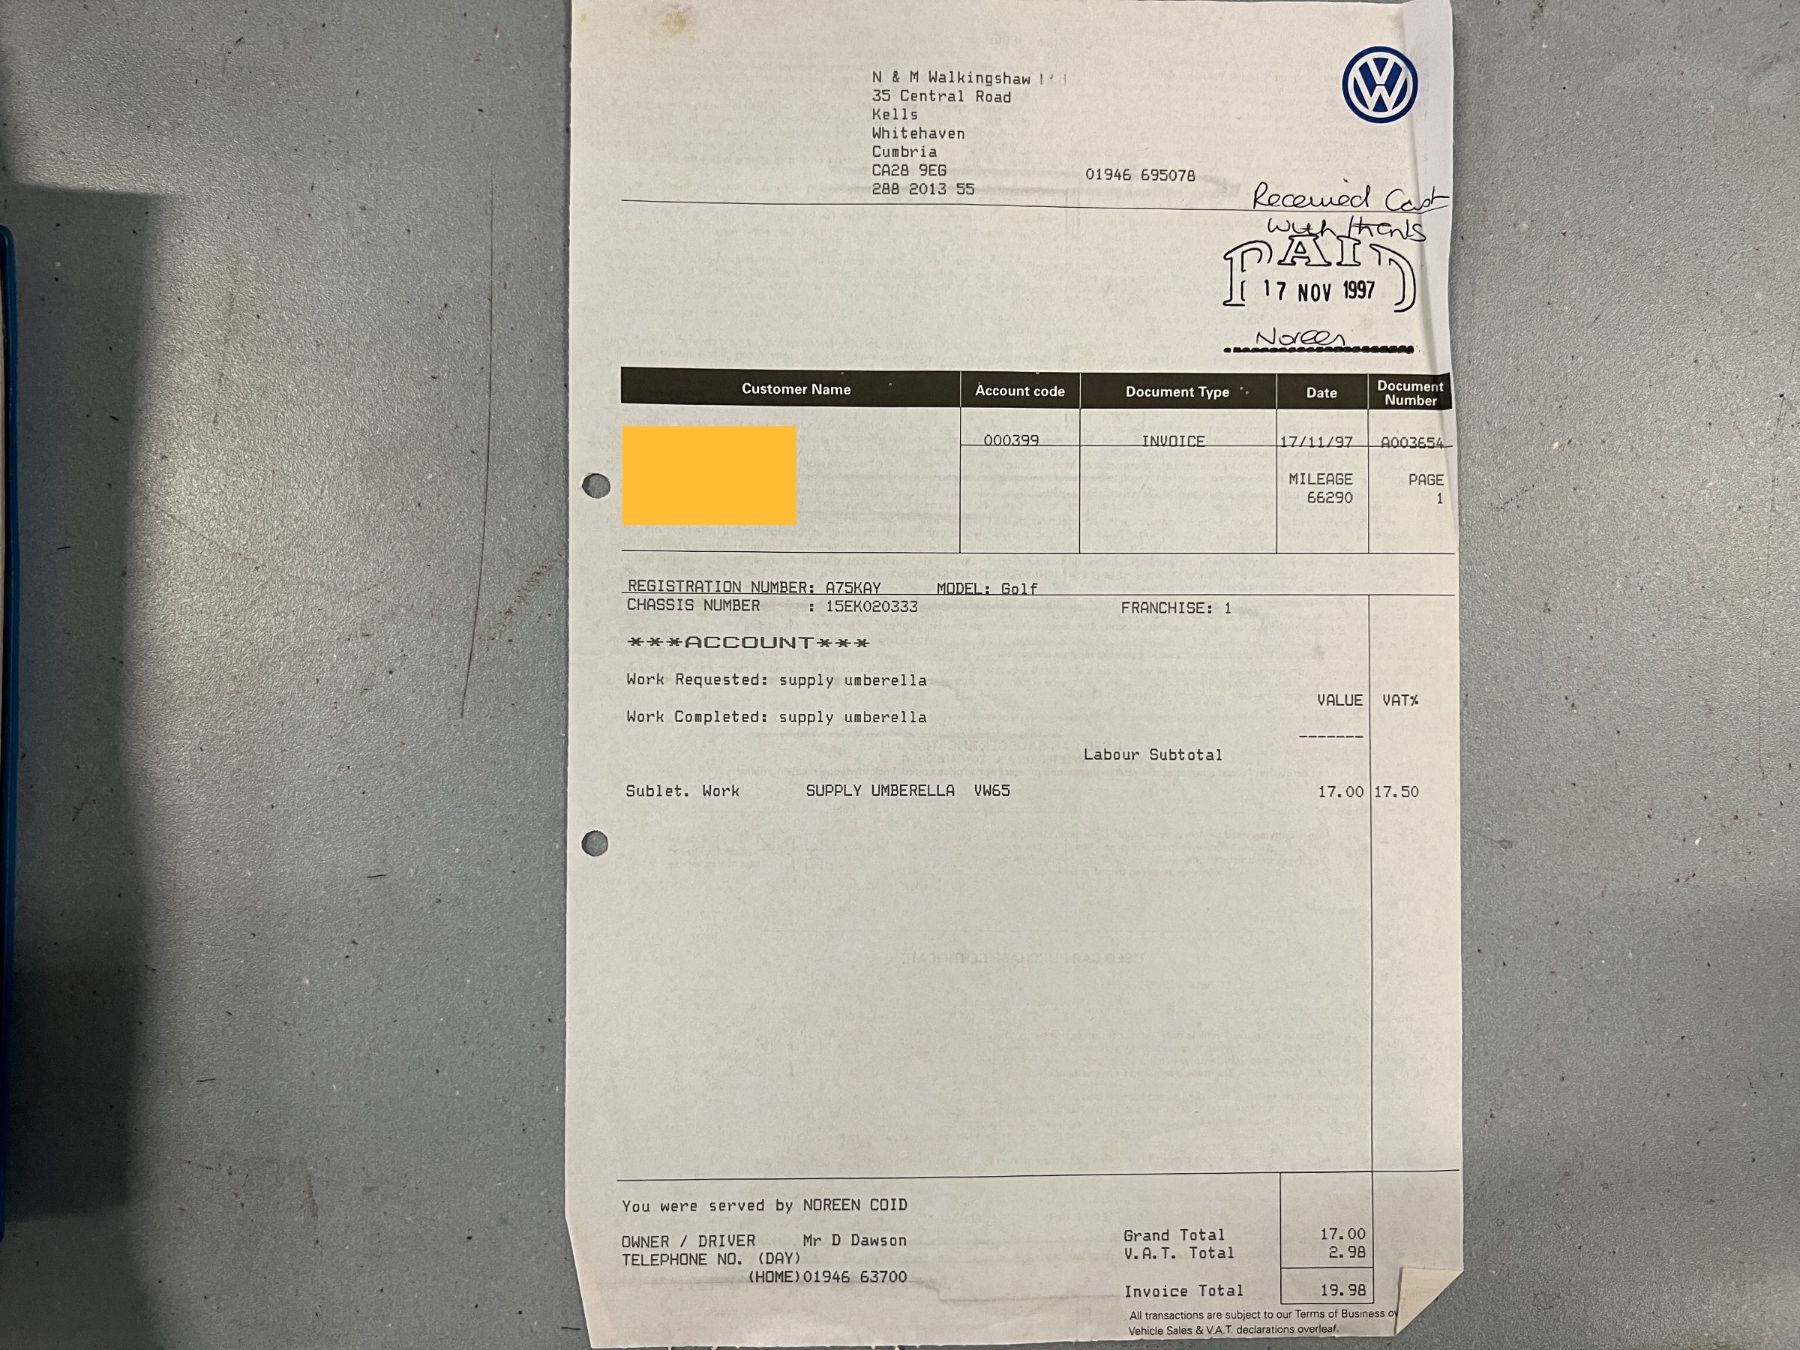 N & M Walkingshaw
35 Central Road
Kells
Whitehaven
Cumbria
CA28 9EG
288 2013 55
01946 695078
Received Cash
with thanks
PAID
17 NOV 1997
Noreen
Customer Name Account code Document Type Date Document Number
000399 INVOICE 17/11/97 A003654
MILEAGE PAGE
66290 1
REGISTRATION NUMBER: A75KAY MODEL: Golf
CHASSIS NUMBER : 15EK020333 FRANCHISE: 1
***ACCOUNT***
Work Requested: supply umberella
VALUE VAT%
Work Completed: supply umberella
-------
Labour Subtotal
Sublet. Work SUPPLY UMBERELLA VW65 17.00 17.50
You were served by NOREEN COID
OWNER / DRIVER Mr D Dawson
TELEPHONE NO. (DAY)
(HOME) 01946 63700
Grand Total 17.00
V.A.T. Total 2.98
Invoice Total 19.98
All transactions are subject to our Terms of Business
Vehicle Sales & V.A.T. declarations overleaf.